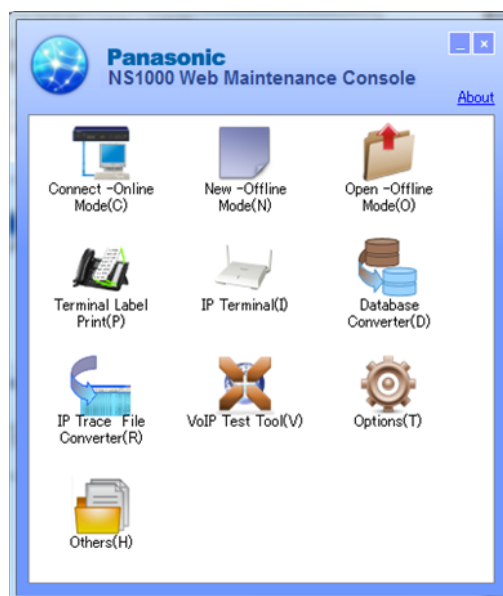 Panasonic
NS1000 Web Maintenance Console
About
Connect -Online
Mode(C)
New -Offline
Mode(N)
Open -Offline
Mode(O)
Terminal Label
Print(P)
IP Terminal(I)
Database
Converter(D)
IP Trace File
Converter(R)
VoIP Test Tool(V)
Options(T)
Others(H)